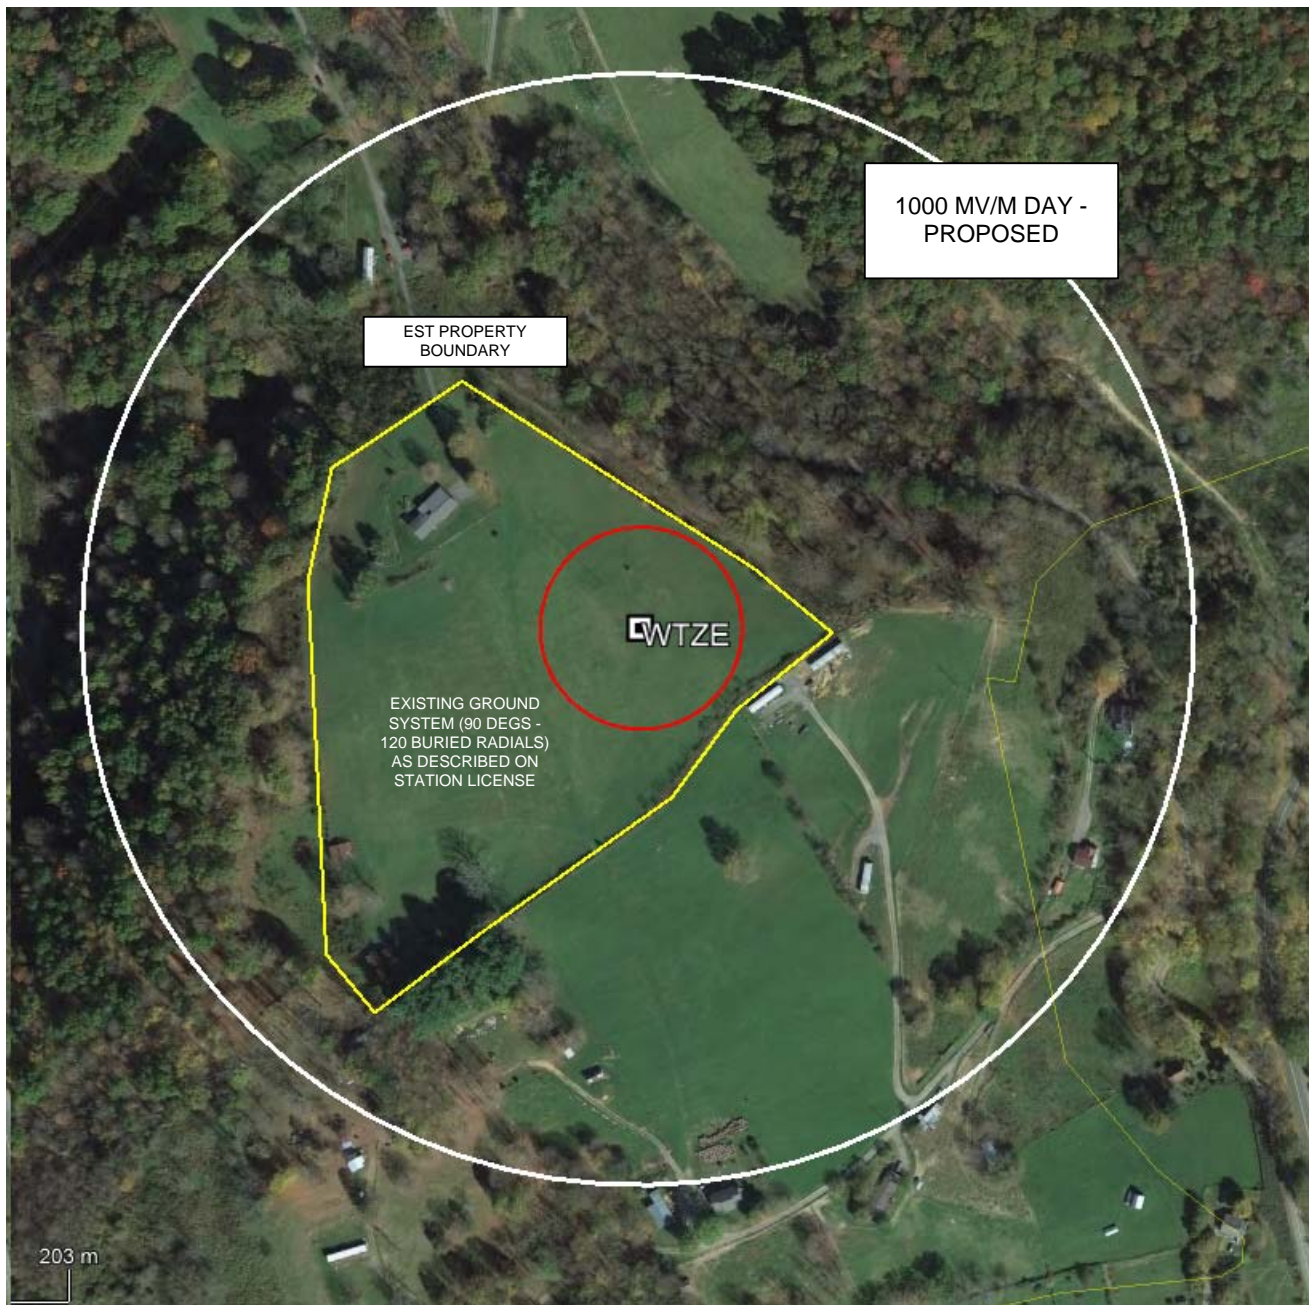 1000 MV/M DAY -
PROPOSED
EST PROPERTY
BOUNDARY
WTZE
EXISTING GROUND
SYSTEM (90 DEGS -
120 BURIED RADIALS)
AS DESCRIBED ON
STATION LICENSE
203 m